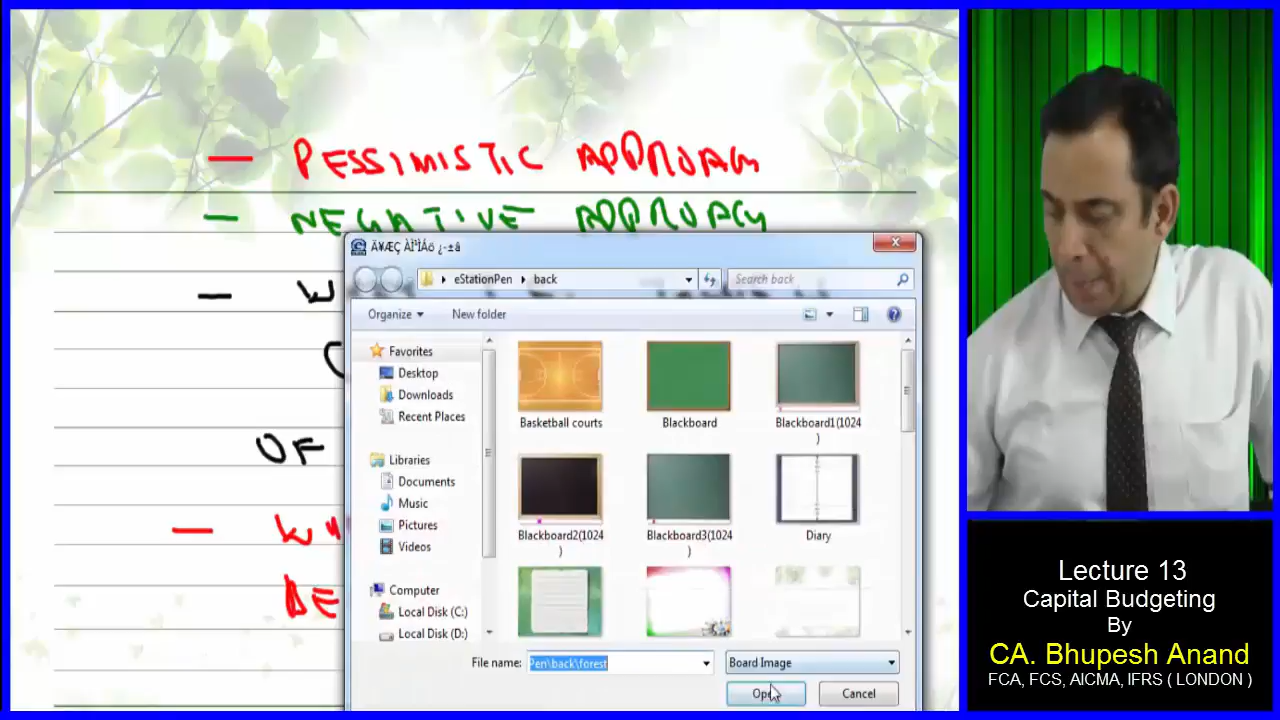 — PESSIMISTIC APPROACH
— NEGATIVE APPROACH
eStationPen
back
Search back
Organize
New folder
Favorites
Desktop
Downloads
Recent Places
Libraries
Documents
Music
Pictures
Videos
Computer
Local Disk (C:)
Local Disk (D:)
Basketball courts
Blackboard
Blackboard1(1024
)
Blackboard2(1024
)
Blackboard3(1024
)
Diary
OF
File name:
Pen\back\forest
Board Image
Open
Cancel
Lecture 13
Capital Budgeting
By
CA. Bhupesh Anand
FCA, FCS, AICMA, IFRS ( LONDON )